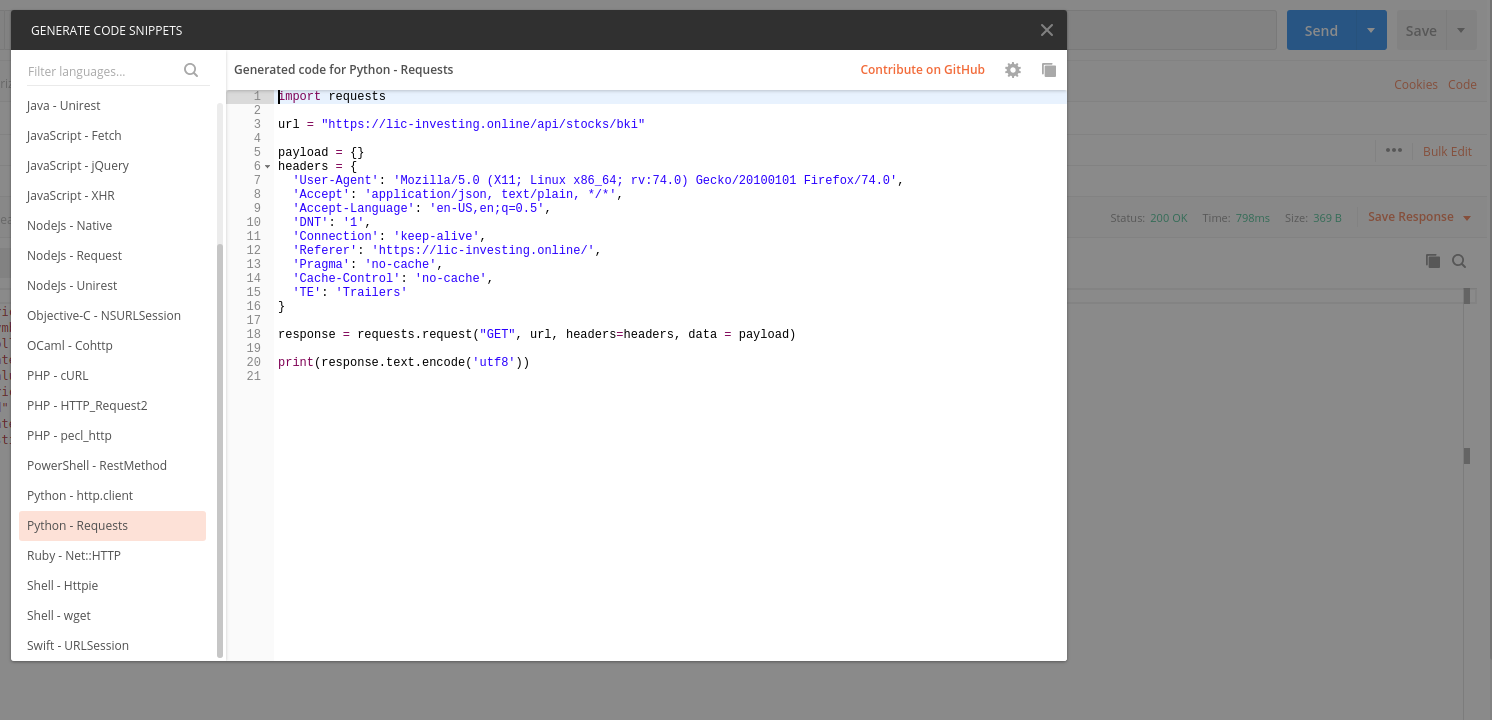 GENERATE CODE SNIPPETS
Send
Save
Filter languages...
Generated code for Python - Requests
Contribute on GitHub
Cookies Code
Java - Unirest
JavaScript - Fetch
JavaScript - jQuery
JavaScript - XHR
NodeJs - Native
NodeJs - Request
NodeJs - Unirest
Objective-C - NSURLSession
OCaml - Cohttp
PHP - cURL
PHP - HTTP_Request2
PHP - pecl_http
PowerShell - RestMethod
Python - http.client
Python - Requests
Ruby - Net::HTTP
Shell - Httpie
Shell - wget
Swift - URLSession
1 import requests
2
3 url = "https://lic-investing.online/api/stocks/bki"
4
5 payload = {}
6 headers = {
7 'User-Agent': 'Mozilla/5.0 (X11; Linux x86_64; rv:74.0) Gecko/20100101 Firefox/74.0',
8 'Accept': 'application/json, text/plain, */*',
9 'Accept-Language': 'en-US,en;q=0.5',
10 'DNT': '1',
11 'Connection': 'keep-alive',
12 'Referer': 'https://lic-investing.online/',
13 'Pragma': 'no-cache',
14 'Cache-Control': 'no-cache',
15 'TE': 'Trailers'
16 }
17
18 response = requests.request("GET", url, headers=headers, data = payload)
19
20 print(response.text.encode('utf8'))
21
••• Bulk Edit
Status: 200 OK Time: 798ms Size: 369 B Save Response